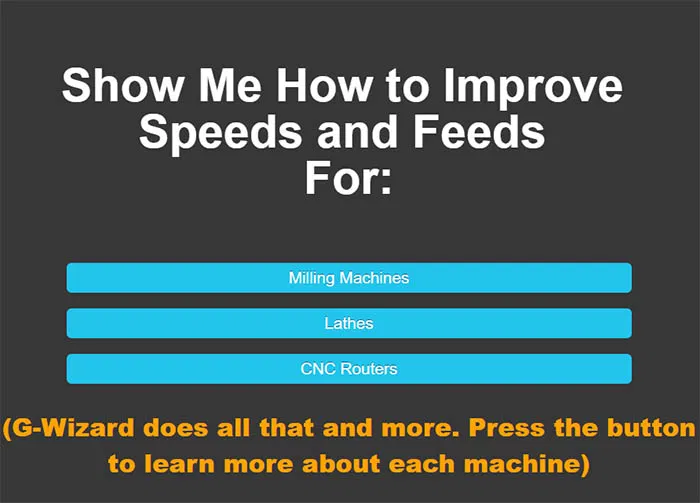 Show Me How to Improve
Speeds and Feeds
For:
Milling Machines
Lathes
CNC Routers
(G-Wizard does all that and more. Press the button
to learn more about each machine)